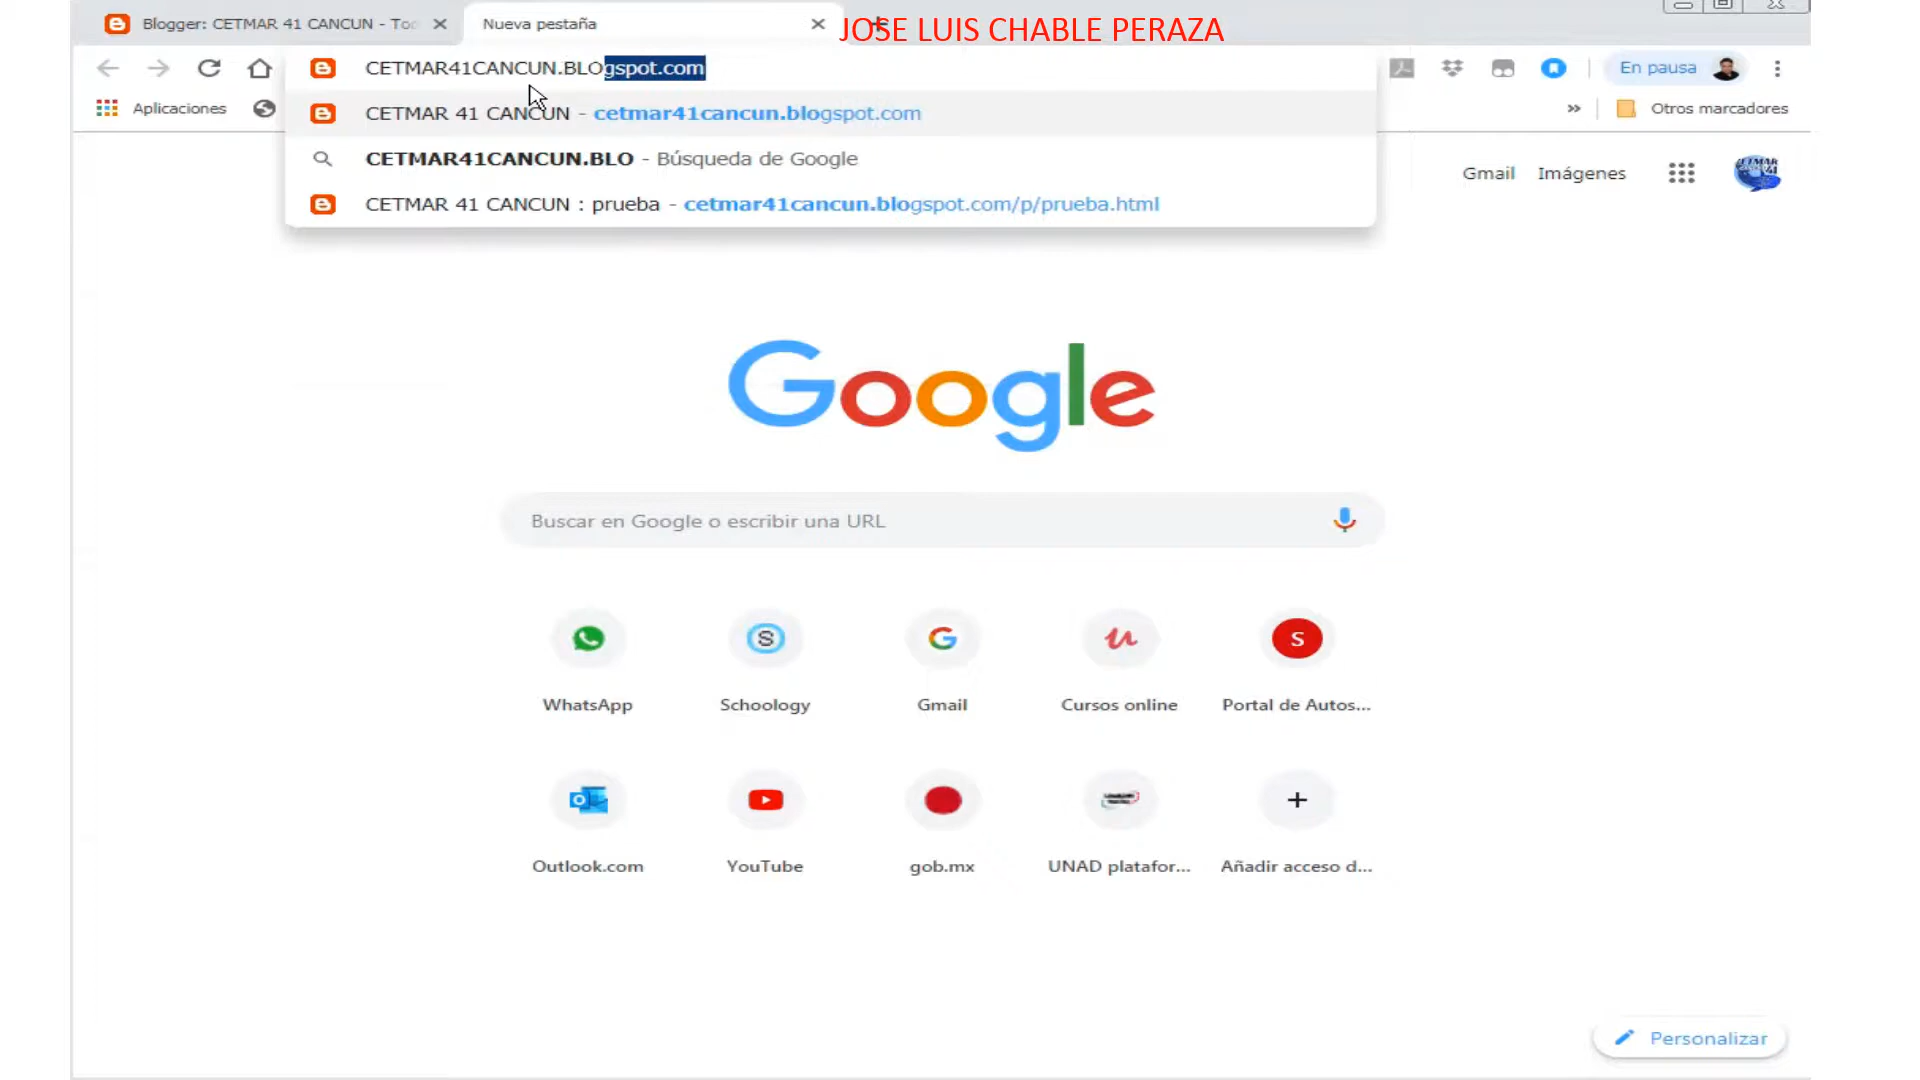 Blogger: CETMAR 41 CANCUN - Too
Nueva pestaña
JOSE LUIS CHABLE PERAZA
CETMAR41CANCUN.BLOgspot.com
En pausa
Aplicaciones
CETMAR 41 CANCUN - cetmar41cancun.blogspot.com
» Otros marcadores
CETMAR41CANCUN.BLO - Búsqueda de Google
Gmail Imágenes
CETMAR 41 CANCUN : prueba - cetmar41cancun.blogspot.com/p/prueba.html
Google
Buscar en Google o escribir una URL
WhatsApp Schoology Gmail Cursos online Portal de Autos...
Outlook.com YouTube gob.mx UNAD platafor... Añadir acceso d...
Personalizar